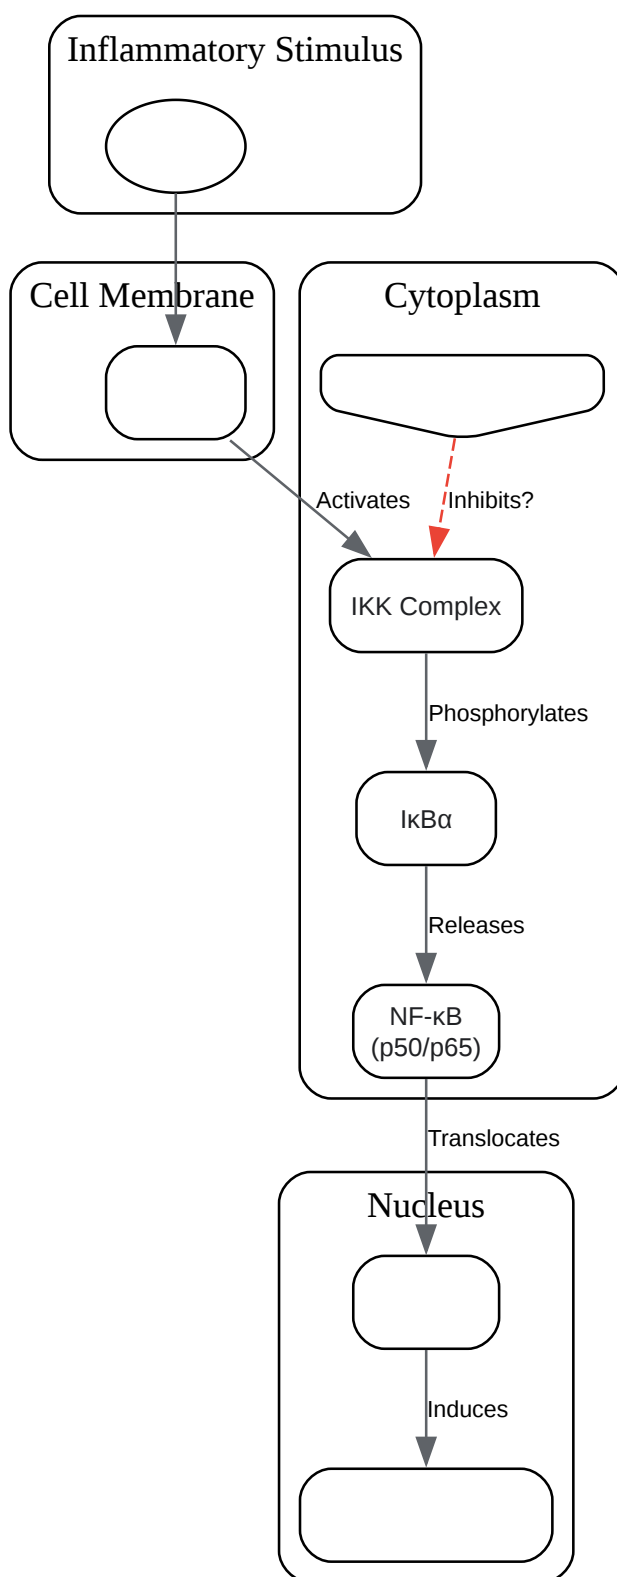 Inflammatory Stimulus
Cell Membrane
Cytoplasm
Activates
Inhibits?
IKK Complex
Phosphorylates
IκBα
Releases
NF-κB
(p50/p65)
Translocates
Nucleus
Induces